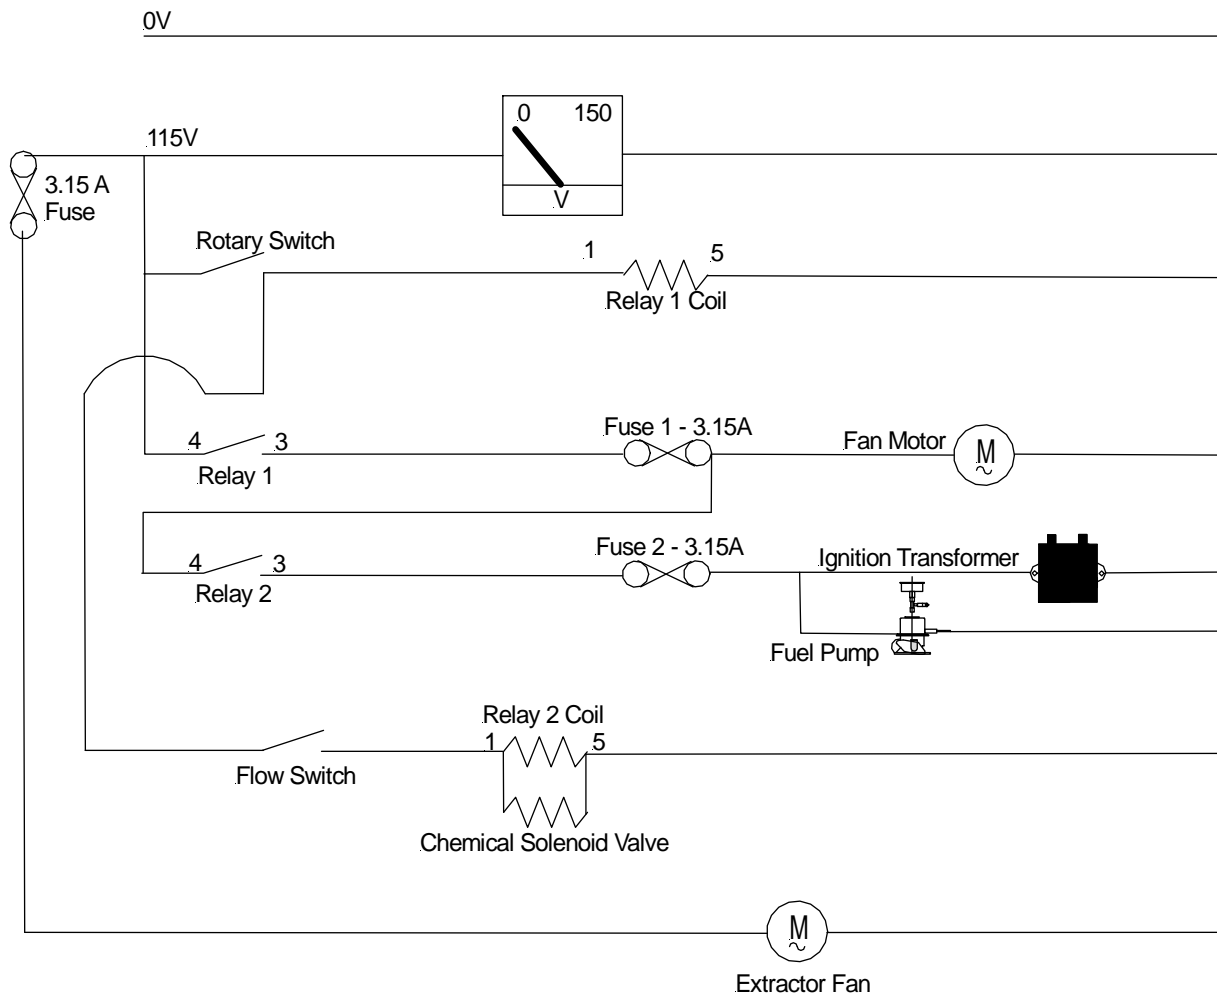 0V
0 150
115V
V
3.15 A
Fuse
Rotary Switch
1 5
Relay 1 Coil
4 3
Relay 1
Fuse 1 - 3.15A
Fan Motor
M
4 3
Relay 2
Fuse 2 - 3.15A
Ignition Transformer
Fuel Pump
Relay 2 Coil
1 5
Flow Switch
Chemical Solenoid Valve
M
Extractor Fan